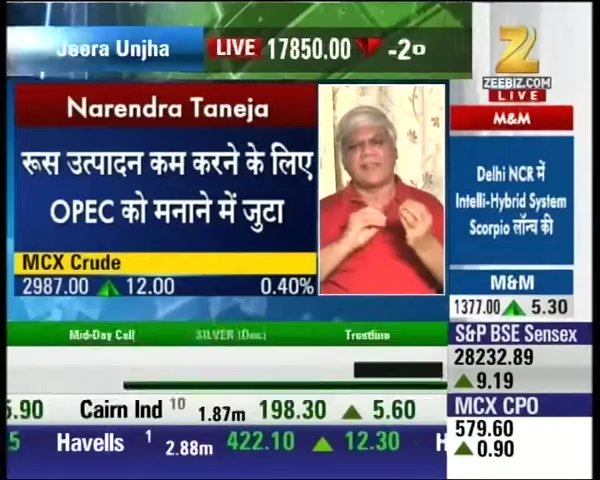 Jeera Unjha LIVE 17850.00 -20
Z
ZEEBIZ.COM
LIVE
Narendra Taneja
रूस उत्पादन कम करने के लिए
OPEC को मनाने में जुटा
MCX Crude
2987.00 12.00 0.40%
M&M
Delhi NCR में
Intelli-Hybrid System
Scorpio लॉन्च की
M&M
1377.00 5.30
Mid-Day Call SILVER (Dec) Trendline
S&P BSE Sensex
28232.89
9.19
MCX CPO
579.60
0.90
5.90 Cairn Ind 10 1.87m 198.30 5.60
5 Havells 1 2.88m 422.10 12.30 H